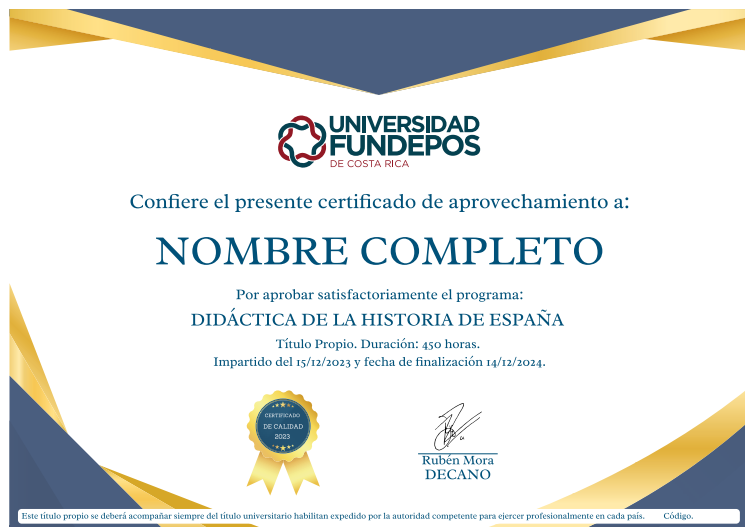 UNIVERSIDAD
FUNDEPOS
DE COSTA RICA
Confiere el presente certificado de aprovechamiento a:
NOMBRE COMPLETO
Por aprobar satisfactoriamente el programa:
DIDÁCTICA DE LA HISTORIA DE ESPAÑA
Título Propio. Duración: 450 horas.
Impartido del 15/12/2023 y fecha de finalización 14/12/2024.
CERTIFICADO
DE CALIDAD
2023
Rubén Mora
DECANO
Este título propio se deberá acompañar siempre del título universitario habilitan expedido por la autoridad competente para ejercer profesionalmente en cada país. Código.